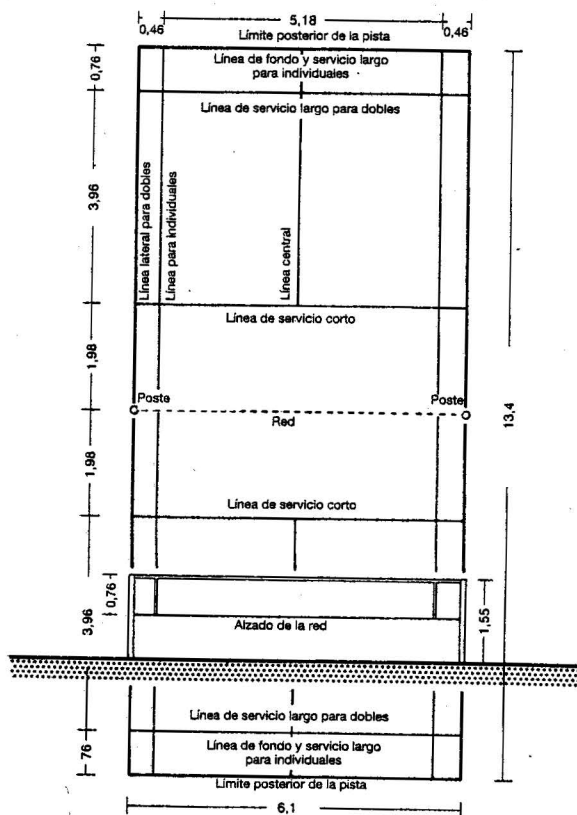 0,46 5,18 0,46
Límite posterior de la pista
0,76
Línea de fondo y servicio largo
para individuales
Línea de servicio largo para dobles
3,96
Línea lateral para dobles
Línea para individuales
Línea central
Línea de servicio corto
1,98
Poste Poste
Red
13,4
1,98
Línea de servicio corto
3,96
0,76
Alzado de la red
1,55
Línea de servicio largo para dobles
76
Línea de fondo y servicio largo
para individuales
Límite posterior de la pista
6,1